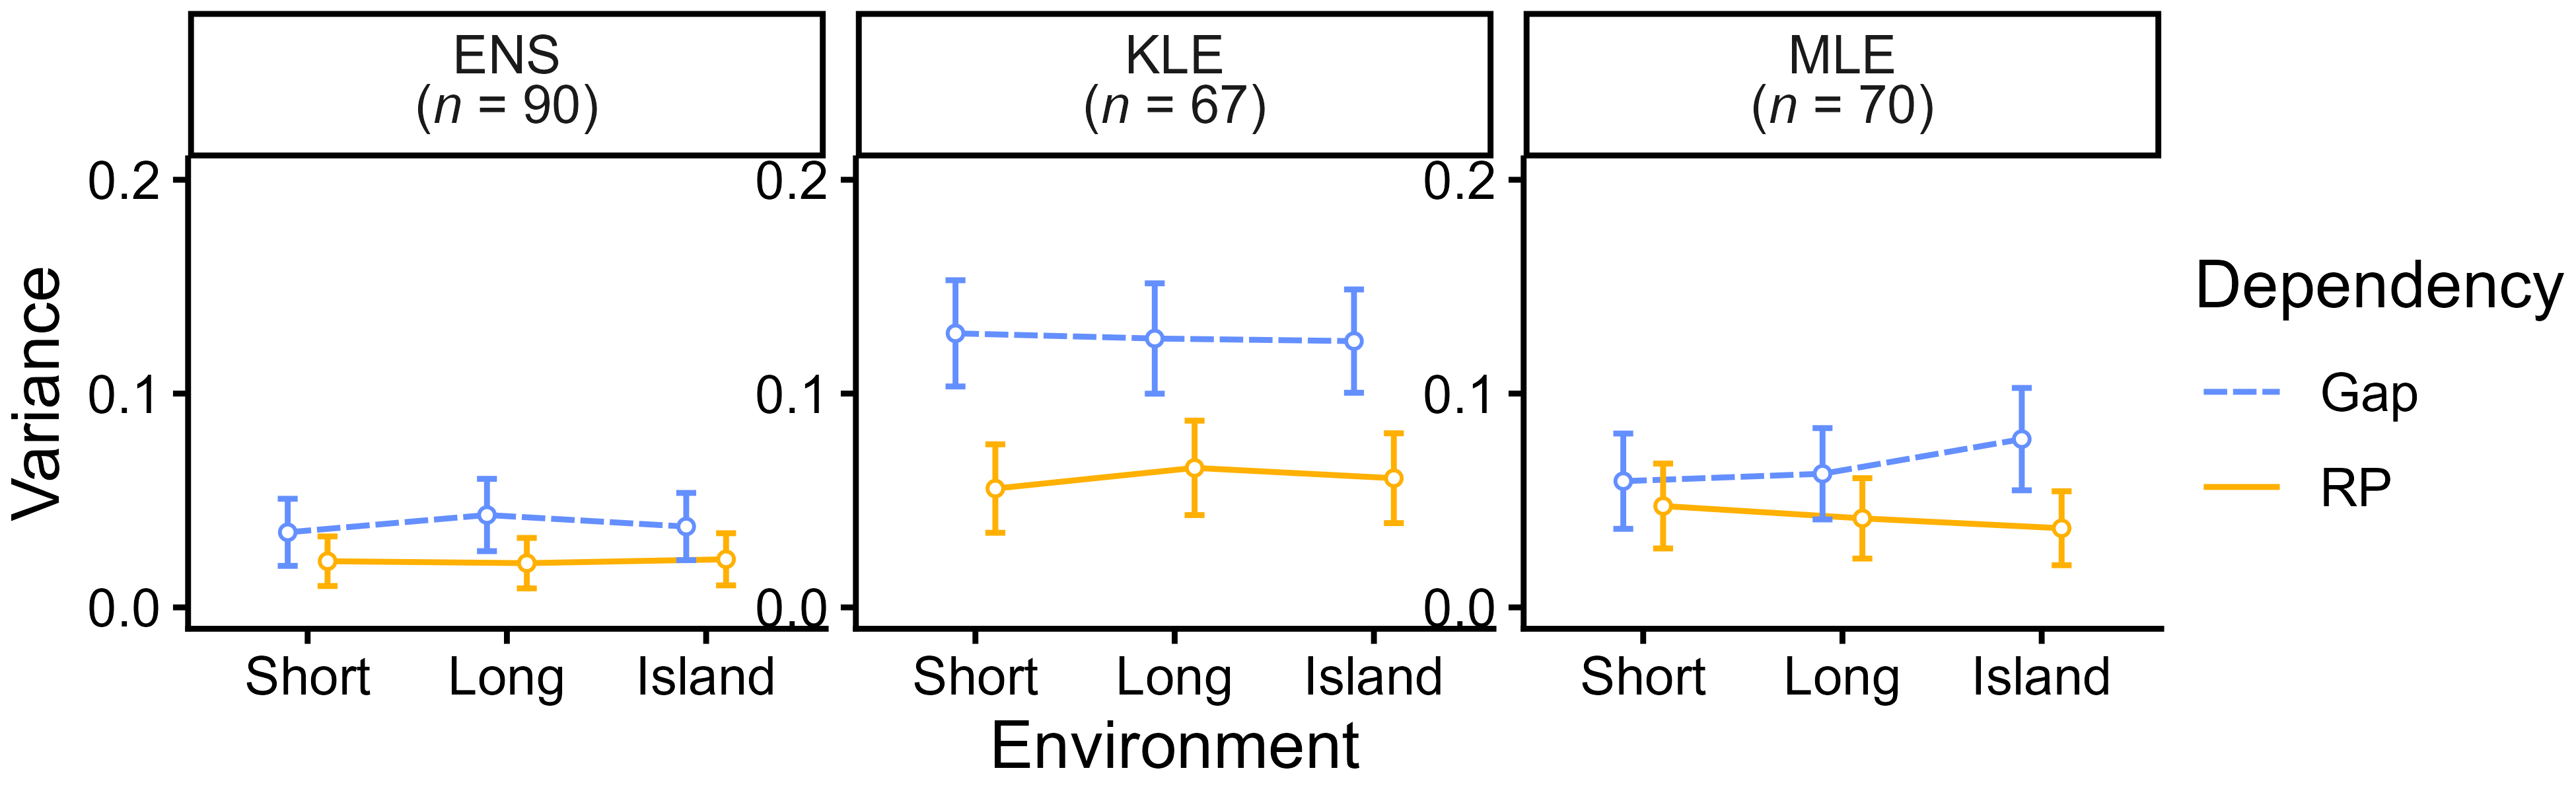 ENS
(n = 90)
KLE
(n = 67)
MLE
(n = 70)
Variance
0.2
0.1
0.0
0.2
0.1
0.0
0.2
0.1
0.0
Short Long Island
Short Long Island
Short Long Island
Environment
Dependency
Gap
RP